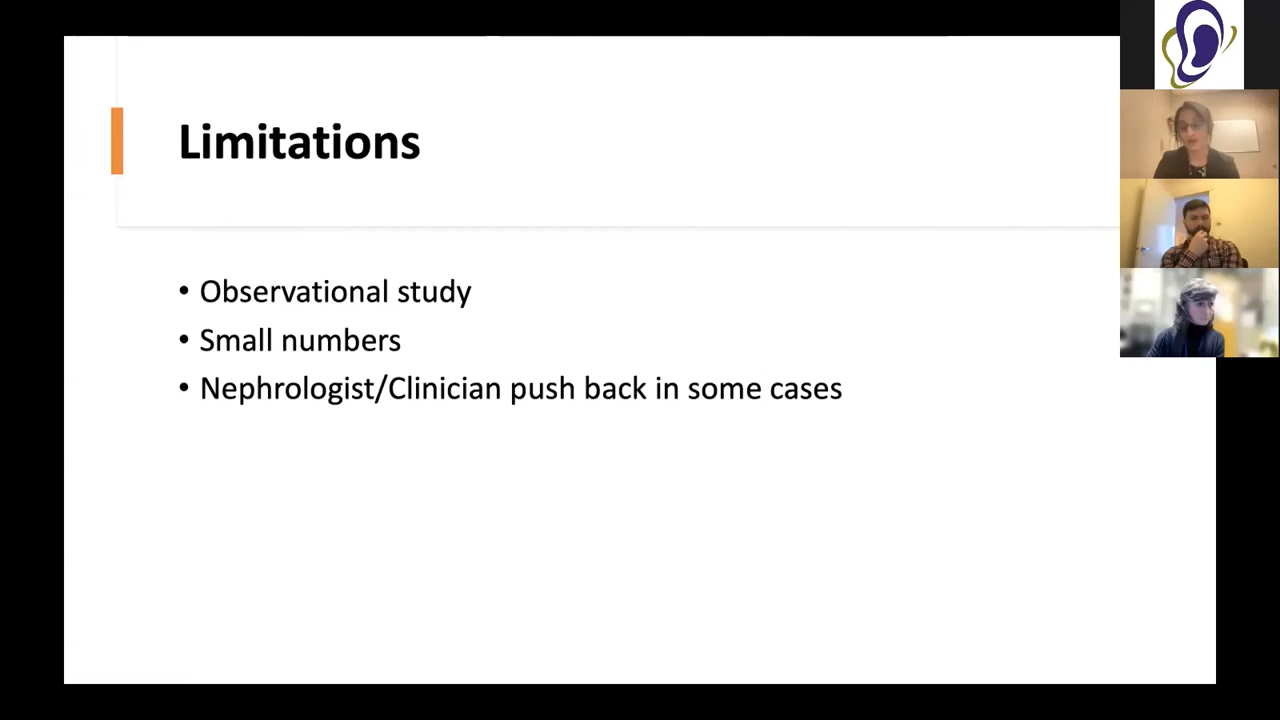 Limitations
• Observational study
• Small numbers
• Nephrologist/Clinician push back in some cases